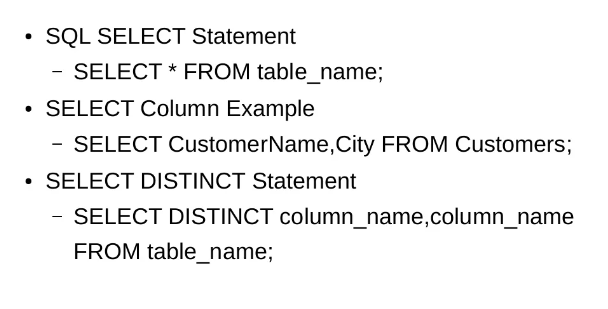 • SQL SELECT Statement
– SELECT * FROM table_name;
• SELECT Column Example
– SELECT CustomerName,City FROM Customers;
• SELECT DISTINCT Statement
– SELECT DISTINCT column_name,column_name
FROM table_name;